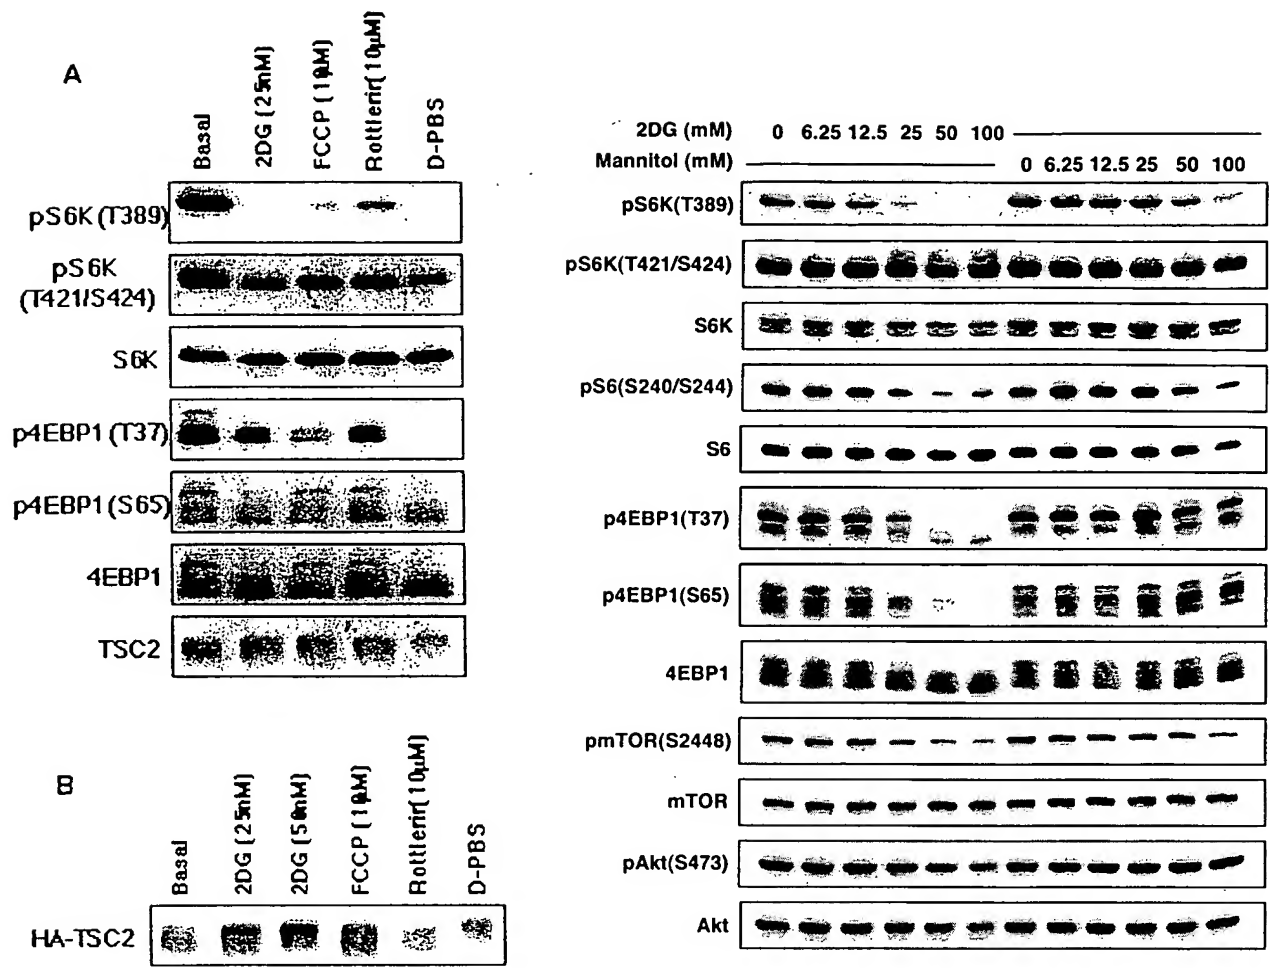 A
Basal
2DG (25mM)
FCCP (10µM)
Rottlerin(10µM)
D-PBS
pS6K(T389)
pS6K
(T421/S424)
S6K
p4EBP1(T37)
p4EBP1(S65)
4EBP1
TSC2
B
Basal
2DG (25mM)
2DG (50mM)
FCCP (10µM)
Rottlerin(10µM)
D-PBS
HA-TSC2
2DG (mM) 0 6.25 12.5 25 50 100
Mannitol (mM) 0 6.25 12.5 25 50 100
pS6K(T389)
pS6K(T421/S424)
S6K
pS6(S240/S244)
S6
p4EBP1(T37)
p4EBP1(S65)
4EBP1
pmTOR(S2448)
mTOR
pAkt(S473)
Akt